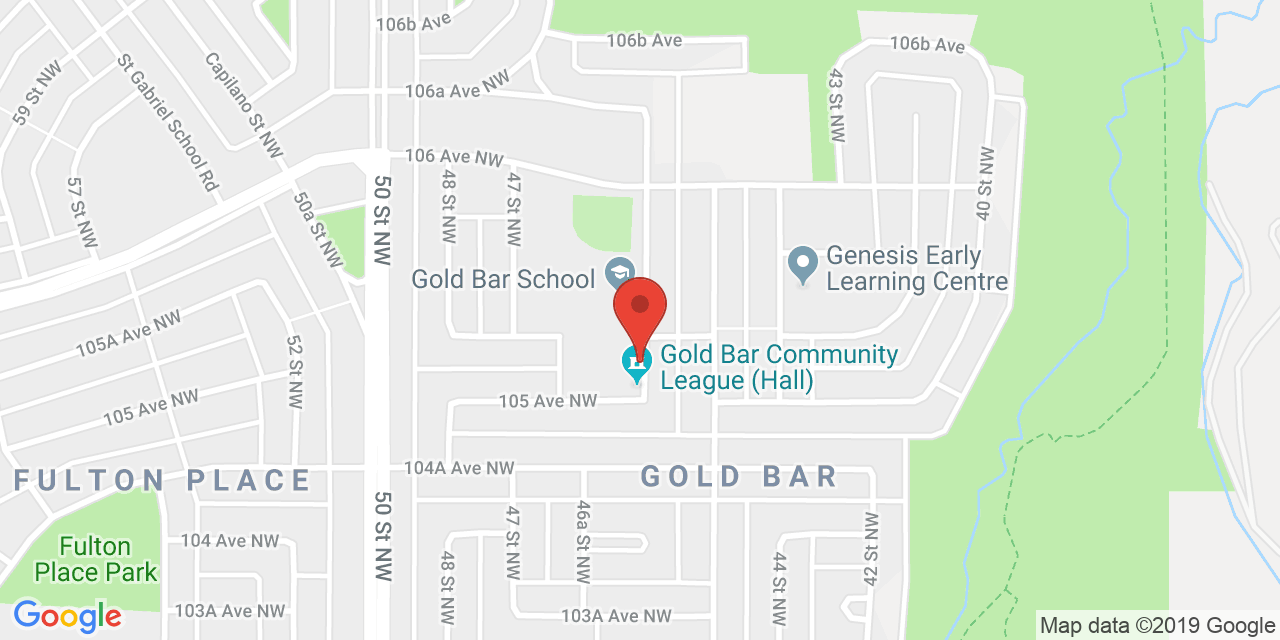 106b Ave
106b Ave
106b Ave
59 St NW
St Gabriel School Rd
Capilano St NW
106a Ave NW
43 St NW
106 Ave NW
57 St NW
50a St NW
50 St NW
48 St NW
47 St NW
40 St NW
Gold Bar School
Genesis Early
Learning Centre
105A Ave NW
52 St NW
Gold Bar Community
League (Hall)
105 Ave NW
105 Ave NW
FULTON PLACE
104A Ave NW
GOLD BAR
50 St NW
47 St NW
46a St NW
Fulton
Place Park
104 Ave NW
48 St NW
44 St NW
42 St NW
103A Ave NW
103A Ave NW
Google
Map data ©2019 Google